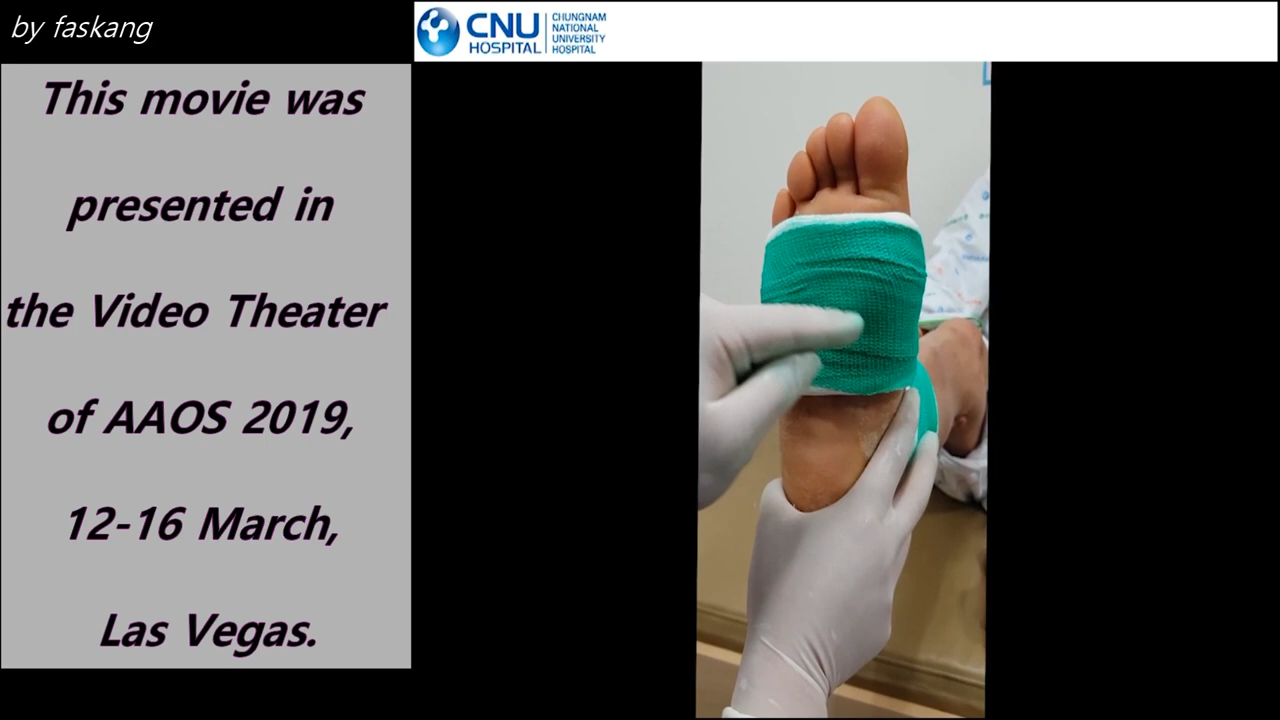 by faskang
CNU
HOSPITAL
CHUNGNAM
NATIONAL
UNIVERSITY
HOSPITAL
This movie was
presented in
the Video Theater
of AAOS 2019,
12-16 March,
Las Vegas.